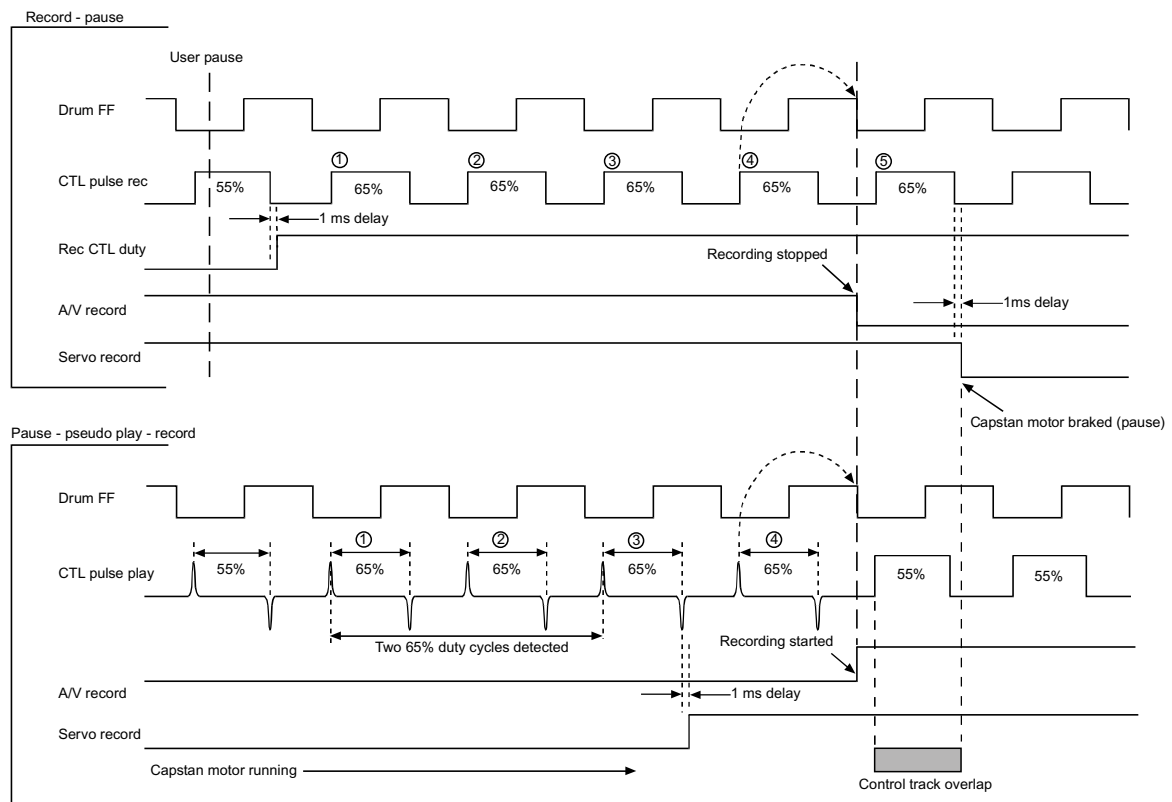 Record - pause
User pause
Drum FF
① ② ③ ④ ⑤
CTL pulse rec
55% 65% 65% 65% 65% 65%
1 ms delay
Rec CTL duty
Recording stopped
A/V record
1ms delay
Servo record
Capstan motor braked (pause)
Pause - pseudo play - record
Drum FF
① ② ③ ④
CTL pulse play
55% 65% 65% 65% 65% 55% 55%
Two 65% duty cycles detected
Recording started
A/V record
1 ms delay
Servo record
Capstan motor running
Control track overlap